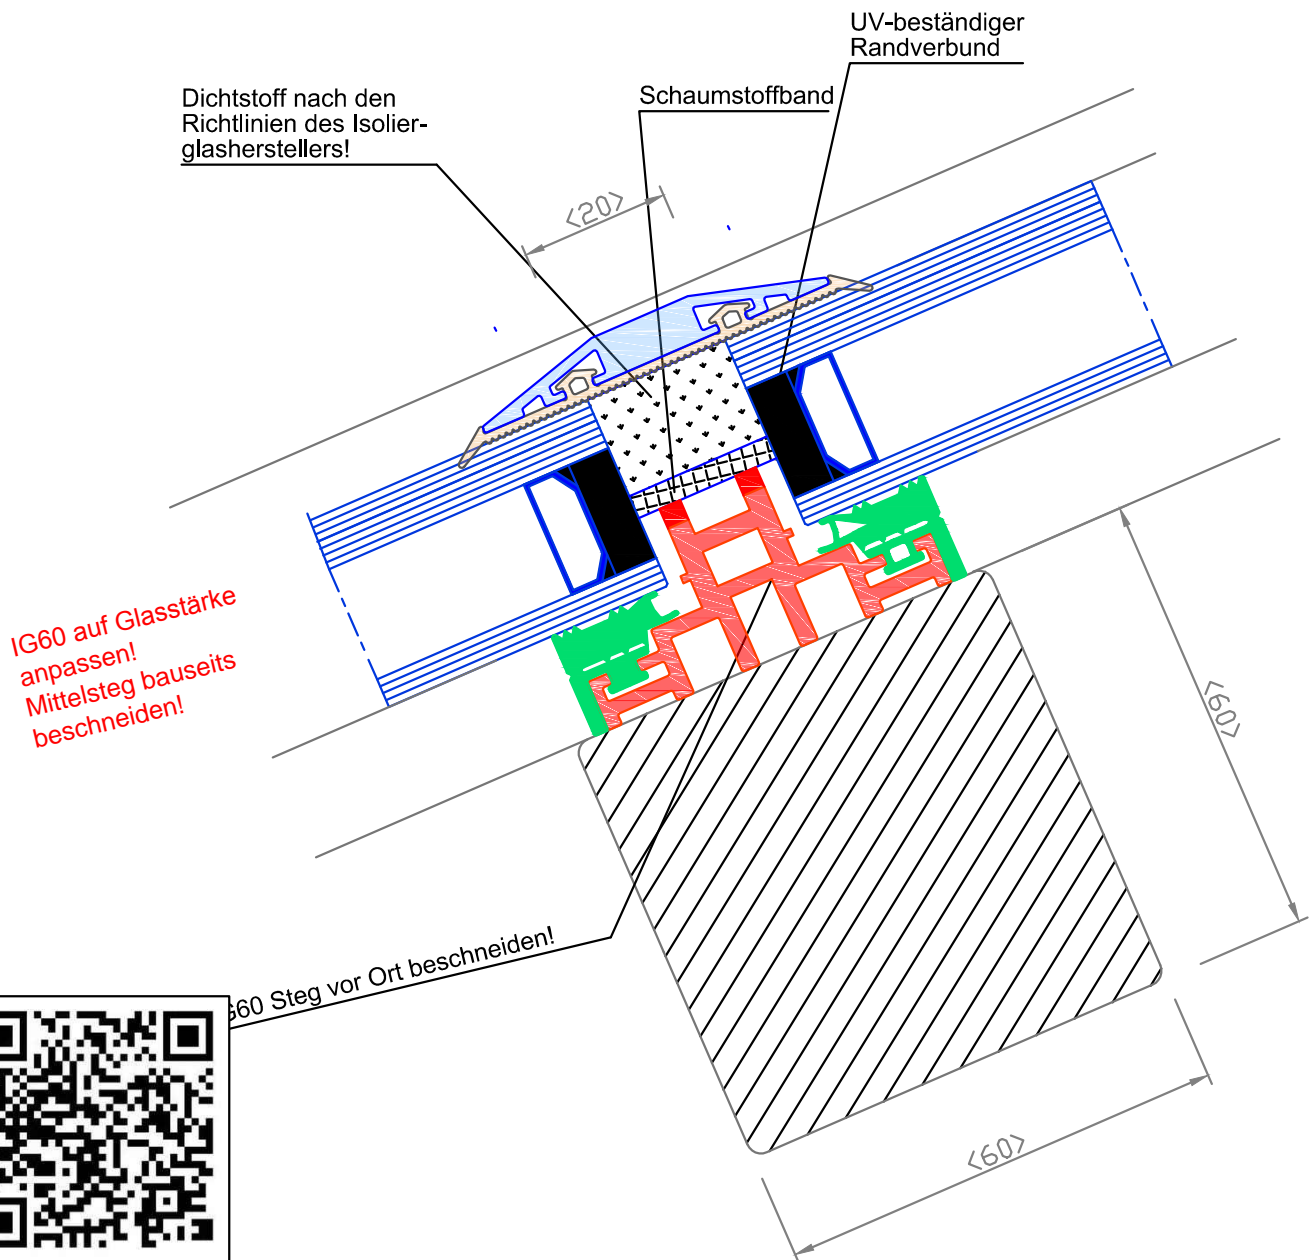 UV-beständiger
Randverbund
Dichtstoff nach den
Richtlinien des Isolier-
glasherstellers!
Schaumstoffband
<20>
IG60 auf Glasstärke
anpassen!
Mittelsteg bauseits
beschneiden!
<60>
G60 Steg vor Ort beschneiden!
<60>